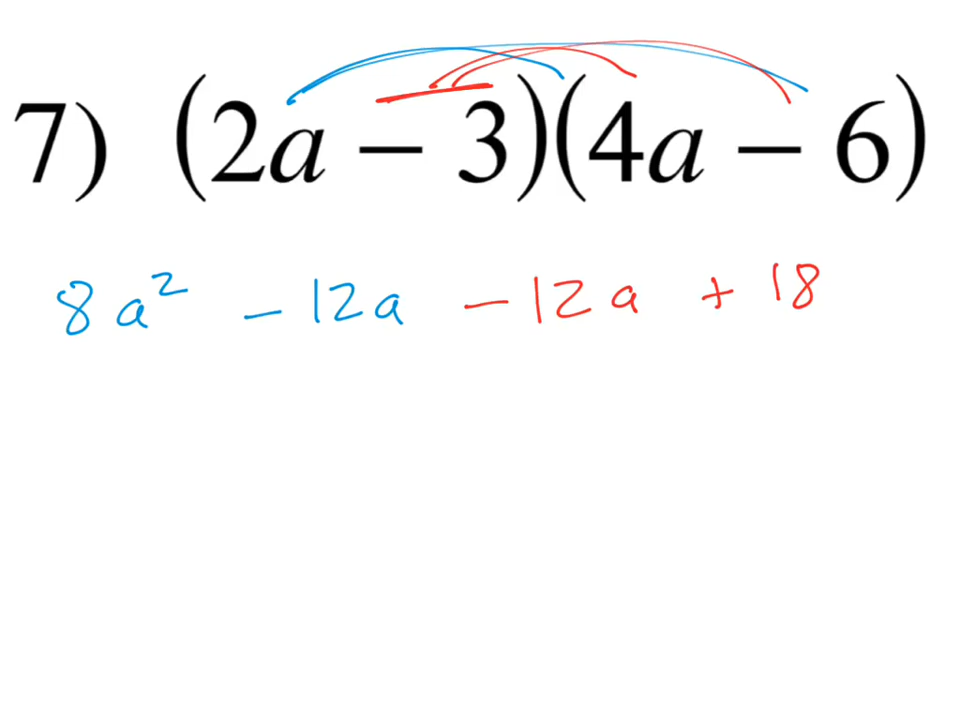 7) (2a − 3)(4a − 6)
8a² − 12a − 12a + 18